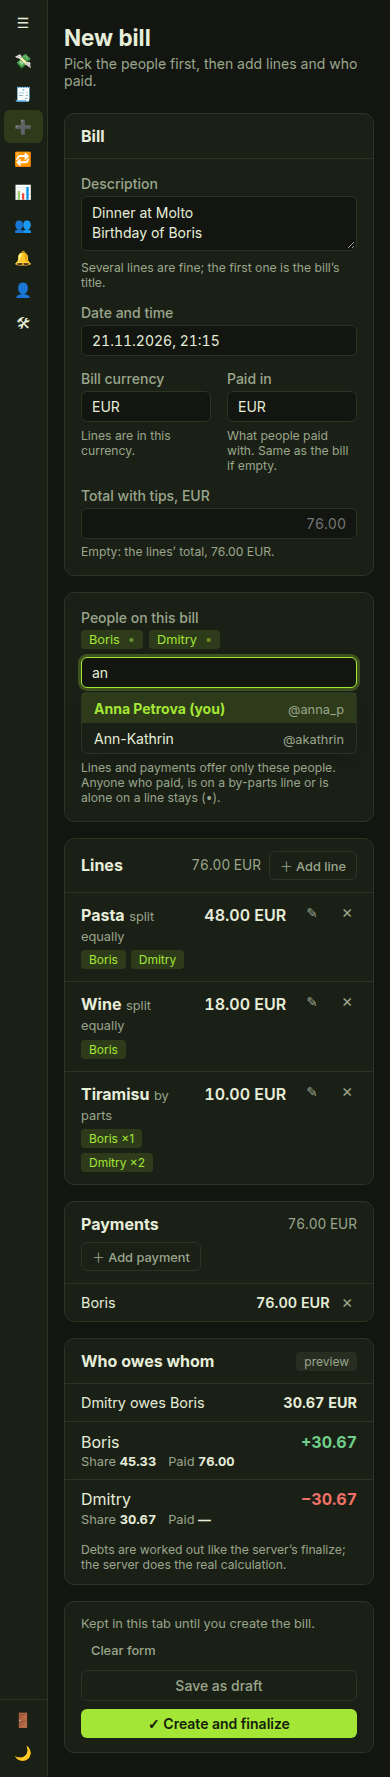 New bill
Pick the people first, then add lines and who
paid.
Bill
Description
Dinner at Molto
Birthday of Boris
Several lines are fine; the first one is the bill’s
title.
Date and time
21.11.2026, 21:15
Bill currency Paid in
EUR EUR
Lines are in this What people paid
currency. with. Same as the bill
if empty.
Total with tips, EUR
76.00
Empty: the lines’ total, 76.00 EUR.
People on this bill
Boris • Dmitry •
an
Anna Petrova (you) @anna_p
Ann-Kathrin @akathrin
Lines and payments offer only these people.
Anyone who paid, is on a by-parts line or is
alone on a line stays (•).
Lines 76.00 EUR + Add line
Pasta split 48.00 EUR ✎ ×
equally
Boris Dmitry
Wine split 18.00 EUR ✎ ×
equally
Boris
Tiramisu by 10.00 EUR ✎ ×
parts
Boris ×1
Dmitry ×2
Payments 76.00 EUR
+ Add payment
Boris 76.00 EUR ×
Who owes whom preview
Dmitry owes Boris 30.67 EUR
Boris +30.67
Share 45.33 Paid 76.00
Dmitry −30.67
Share 30.67 Paid —
Debts are worked out like the server’s finalize;
the server does the real calculation.
Kept in this tab until you create the bill.
Clear form
Save as draft
✓ Create and finalize